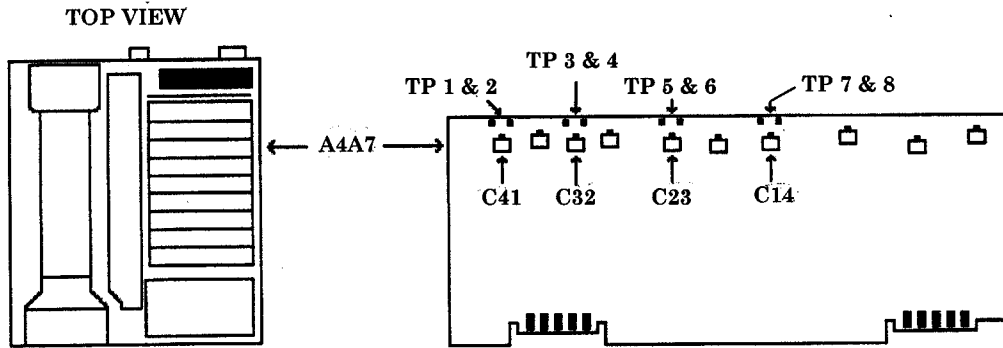 TOP VIEW
TP 1 & 2
TP 3 & 4
TP 5 & 6
TP 7 & 8
A4A7
C41
C32
C23
C14